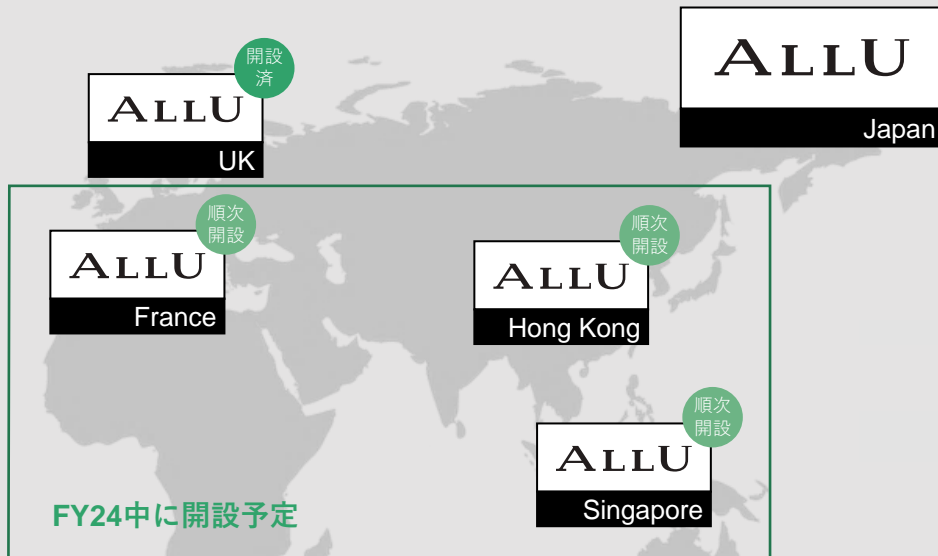 ALLU
Japan
開設
済
ALLU
UK
順次
開設
ALLU
France
順次
開設
ALLU
Hong Kong
順次
開設
ALLU
Singapore
FY24中に開設予定